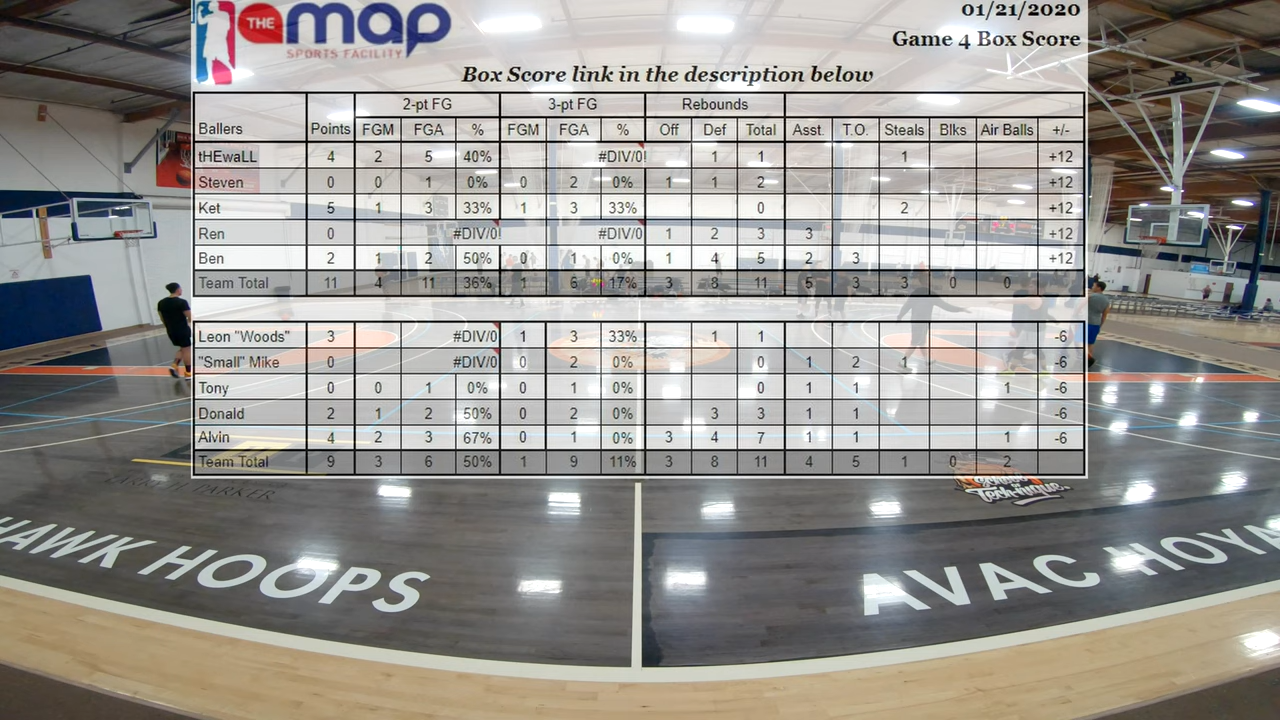 THE map
SPORTS FACILITY
01/21/2020
Game 4 Box Score
Box Score link in the description below
2-pt FG 3-pt FG Rebounds
Ballers Points FGM FGA % FGM FGA % Off Def Total Asst. T.O. Steals Blks Air Balls +/-
tHEwaLL 4 2 5 40% #DIV/0! 1 1 1 +12
Steven 0 0 1 0% 0 2 0% 1 1 2 +12
Ket 5 1 3 33% 1 3 33% 0 2 +12
Ren 0 #DIV/0! #DIV/0 1 2 3 3 +12
Ben 2 1 2 50% 0 1 0% 1 4 5 2 3 +12
Team Total 11 4 11 36% 1 6 17% 3 8 11 5 3 3 0 0
Leon "Woods" 3 #DIV/0 1 3 33% 1 1 -6
"Small" Mike 0 #DIV/0 0 2 0% 0 1 2 1 -6
Tony 0 0 1 0% 0 1 0% 0 1 1 1 -6
Donald 2 1 2 50% 0 2 0% 3 3 1 1 -6
Alvin 4 2 3 67% 0 1 0% 3 4 7 1 1 1 -6
Team Total 9 3 6 50% 1 9 11% 3 8 11 4 5 1 0 2
PARKER
HAWK HOOPS
AVAC HOYA